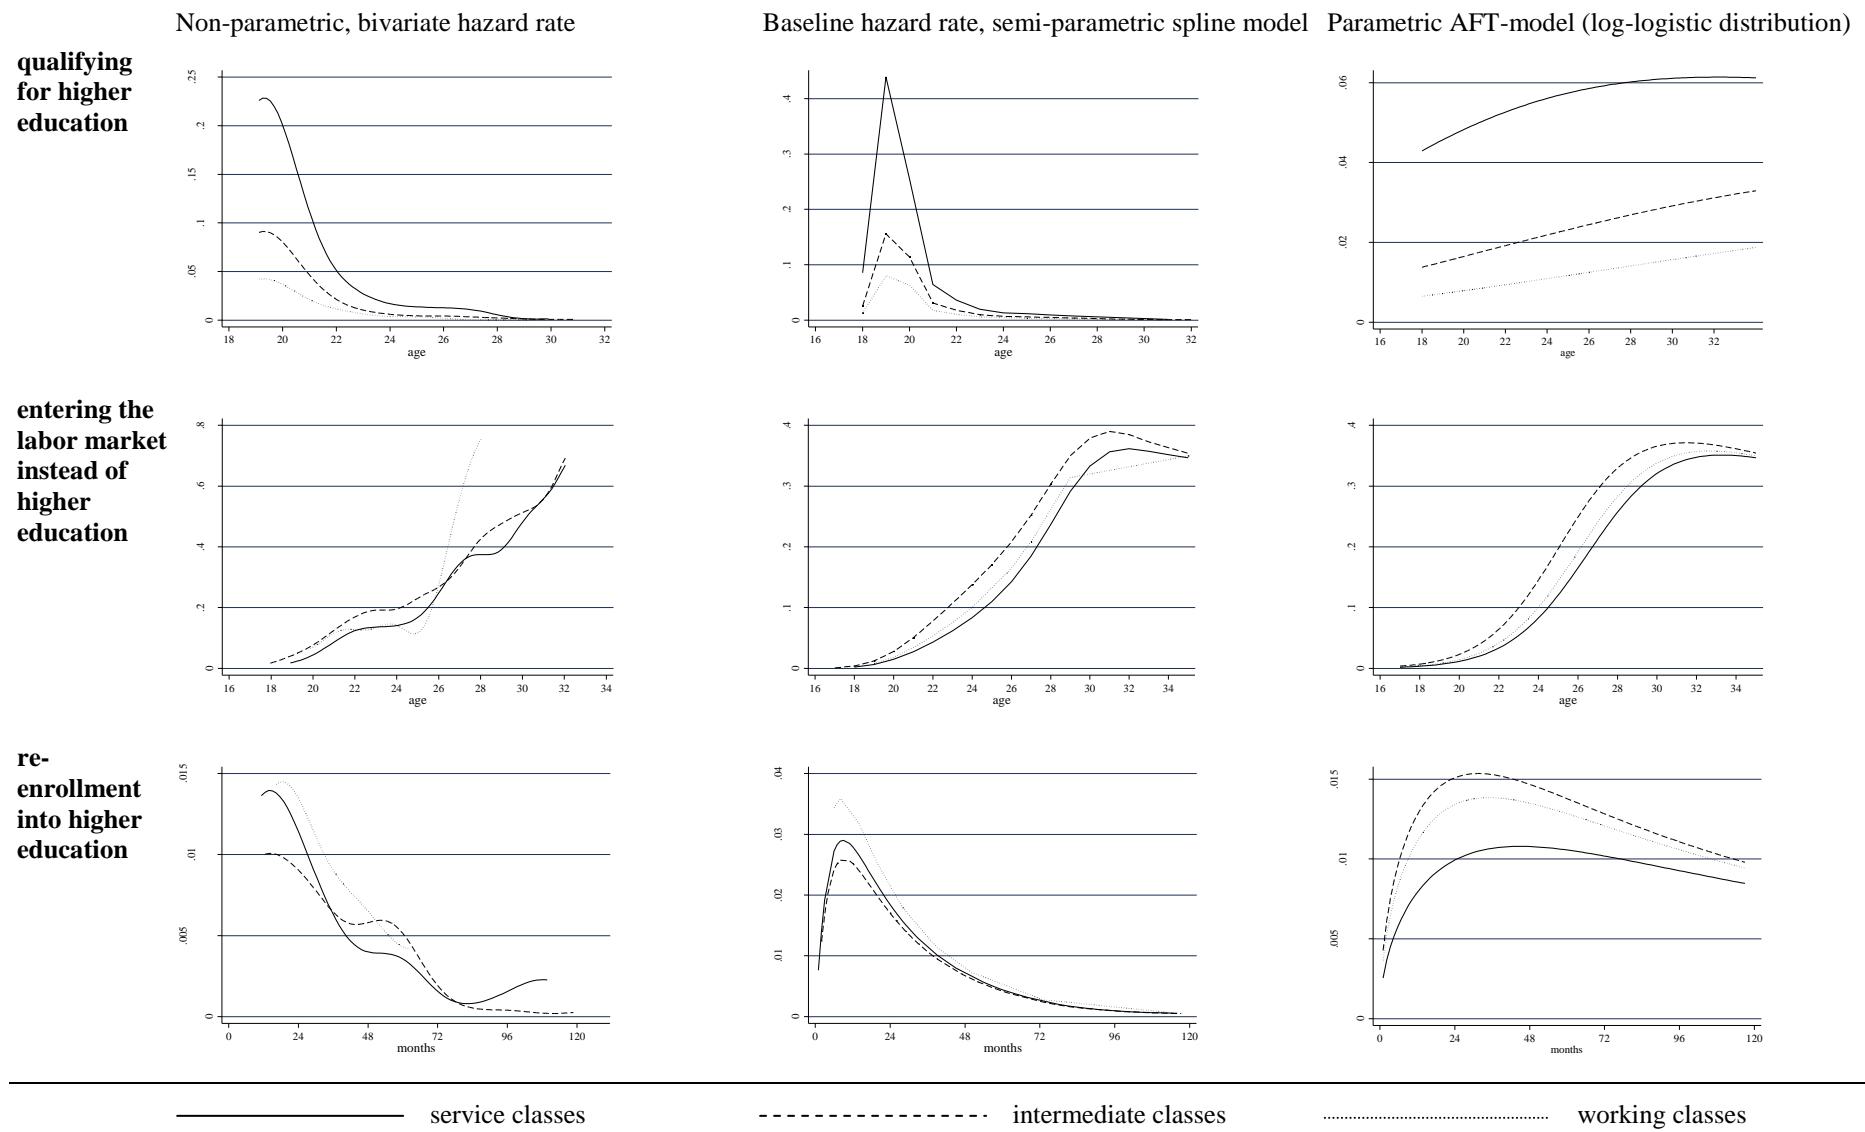 Non-parametric, bivariate hazard rate
Baseline hazard rate, semi-parametric spline model
Parametric AFT-model (log-logistic distribution)
qualifying
for higher
education
0 .05 .1 .15 .2 .25
18 20 22 24 26 28 30 32
age
0 .1 .2 .3 .4
16 18 20 22 24 26 28 30 32
age
0 .02 .04 .06
16 18 20 22 24 26 28 30 32
age
entering the
labor market
instead of
higher
education
0 .2 .4 .6 .8
16 18 20 22 24 26 28 30 32 34
age
0 .1 .2 .3 .4
16 18 20 22 24 26 28 30 32 34
age
0 .1 .2 .3 .4
16 18 20 22 24 26 28 30 32 34
age
re-
enrollment
into higher
education
0 .005 .01 .015
0 24 48 72 96 120
months
0 .01 .02 .03 .04
0 24 48 72 96 120
months
0 .005 .01 .015
0 24 48 72 96 120
months
service classes
intermediate classes
working classes